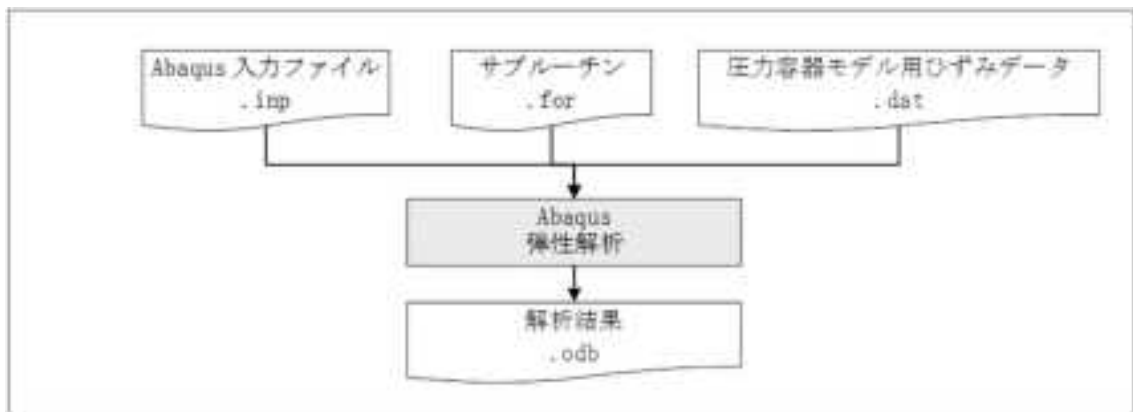 Abaqus 入力ファイル
.inp
サブルーチン
.for
圧力容器モデル用ひずみデータ
.dat
Abaqus
弾性解析
解析結果
.odb